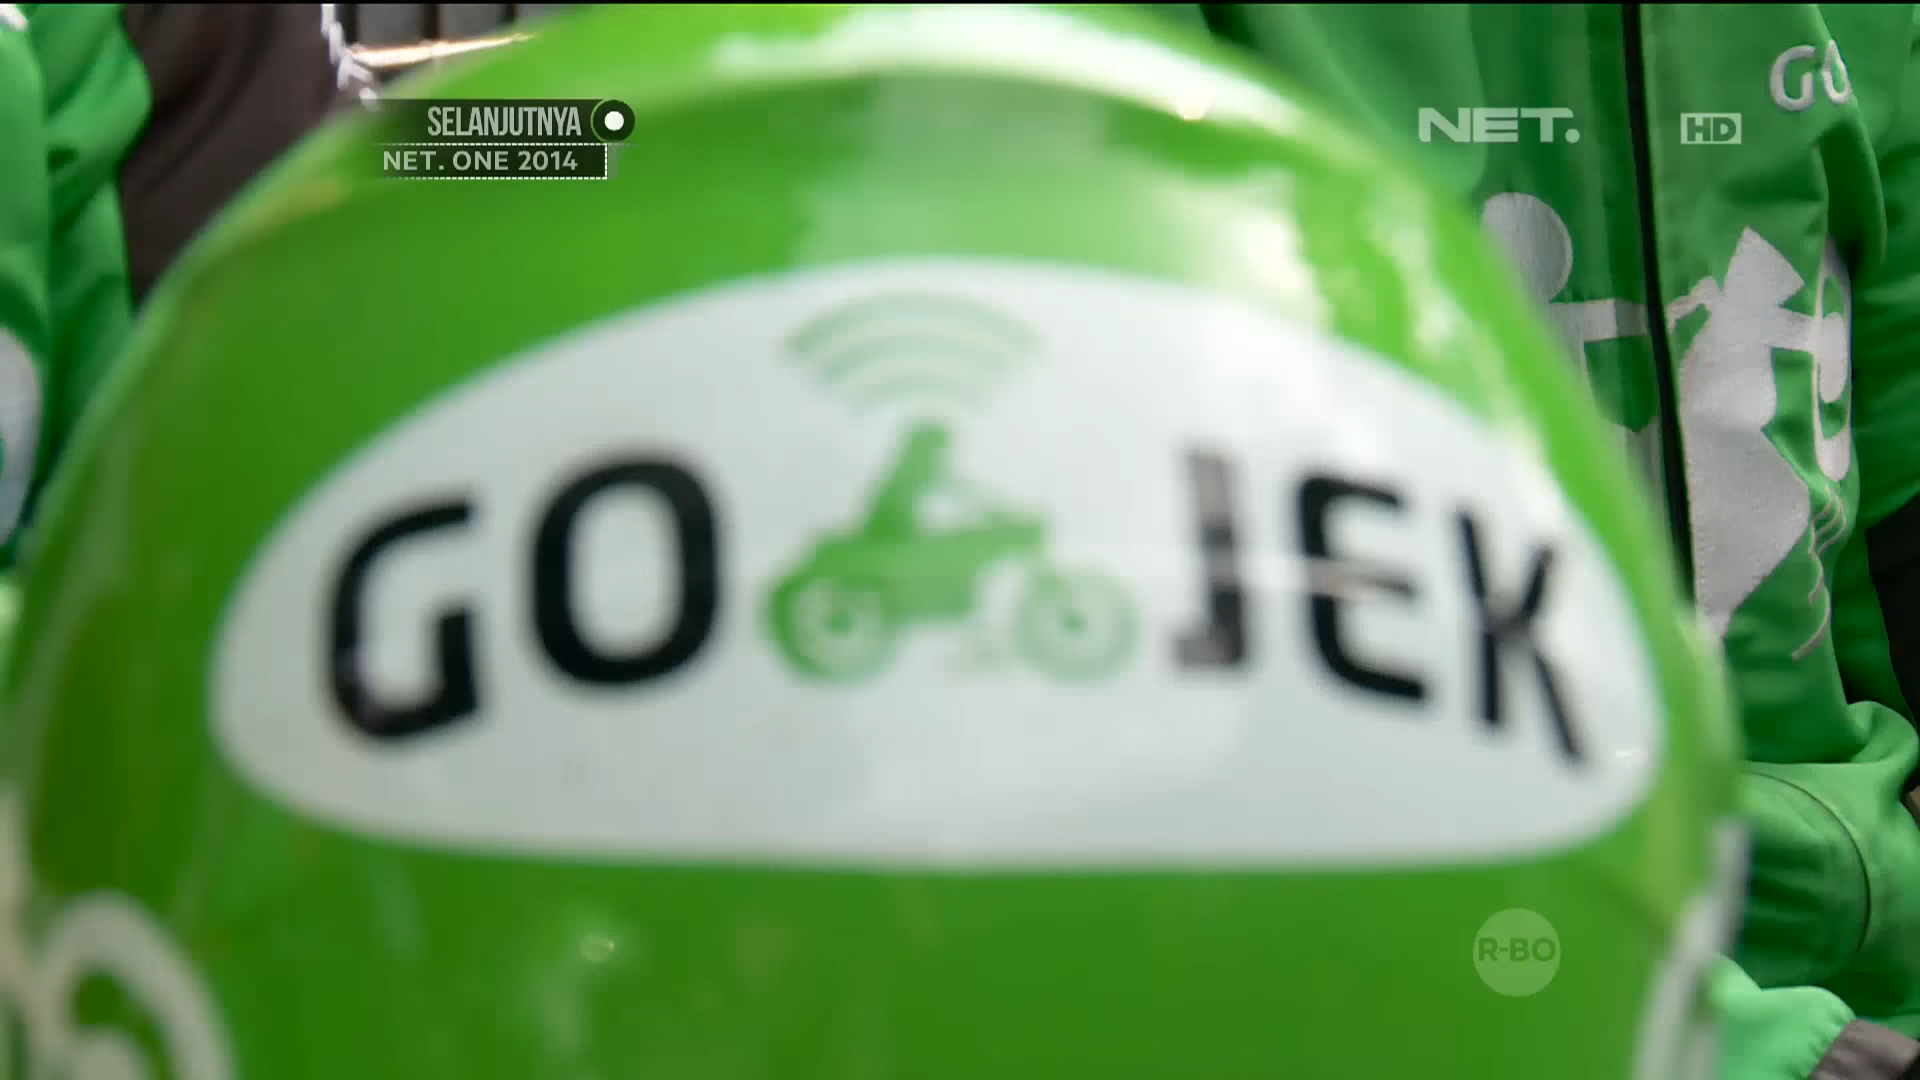 SELANJUTNYA
NET. ONE 2014
NET.
HD
GO
GO JEK
R-BO